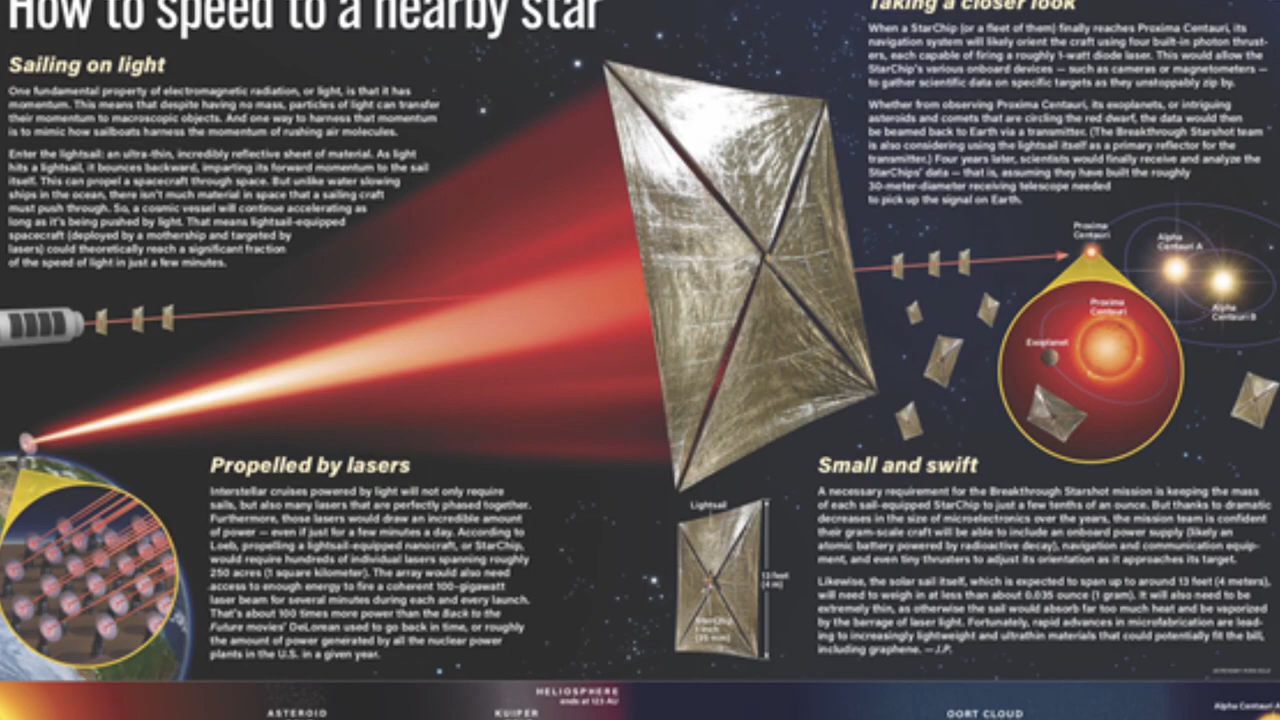 How to speed to a nearby star
Sailing on light
One fundamental property of electromagnetic radiation, or light, is that it has
momentum. This means that despite having no mass, particles of light can transfer
their momentum to macroscopic objects. And one way to harness that momentum
is to mimic how sailboats harness the momentum of rushing air molecules.
Enter the lightsail: an ultra-thin, incredibly reflective sheet of material. As light
hits a lightsail, it bounces backward, imparting its forward momentum to the sail
itself. This can propel a spacecraft through space. But unlike water slowing
ships in the ocean, there isn't much material in space that a sailing craft
must push through. So, a cosmic vessel will continue accelerating as
long as it's being pushed by light. That means lightsail-equipped
spacecraft (deployed by a mothership and targeted by
lasers) could theoretically reach a significant fraction
of the speed of light in just a few minutes.
Taking a closer look
When a StarChip (or a fleet of them) finally reaches Proxima Centauri, its
navigation system will likely orient the craft using four built-in photon thrust-
ers, each capable of firing a roughly 1-watt diode laser. This would allow the
StarChip's various onboard devices — such as cameras or magnetometers —
to gather scientific data on specific targets as they unstoppably zip by.
Whether from observing Proxima Centauri, its exoplanets, or intriguing
asteroids and comets that are circling the red dwarf, the data would then
be beamed back to Earth via a transmitter. (The Breakthrough Starshot team
is also considering using the lightsail itself as a primary reflector for the
transmitter.) Four years later, scientists would finally receive and analyze the
StarChips' data — that is, assuming they have built the roughly
30-meter-diameter receiving telescope needed
to pick up the signal on Earth.
Proxima
Centauri
Alpha
Centauri A
Alpha
Centauri B
Proxima
Centauri
Exoplanet
Propelled by lasers
Interstellar cruises powered by light will not only require
sails, but also many lasers that are perfectly phased together.
Furthermore, those lasers would draw an incredible amount
of power — even if just for a few minutes a day. According to
Loeb, propelling a lightsail-equipped nanocraft, or StarChip,
would require hundreds of individual lasers spanning roughly
250 acres (1 square kilometer). The array would also need
access to enough energy to fire a coherent 100-gigawatt
laser beam for several minutes during each and every launch.
That's about 100 times more power than the Back to the
Future movies' DeLorean used to go back in time, or roughly
the amount of power generated by all the nuclear power
plants in the U.S. in a given year.
Lightsail
13 feet
(4 m)
StarChip
1 inch
(25 mm)
Small and swift
A necessary requirement for the Breakthrough Starshot mission is keeping the mass
of each sail-equipped StarChip to just a few tenths of an ounce. But thanks to dramatic
decreases in the size of microelectronics over the years, the mission team is confident
their gram-scale craft will be able to include an onboard power supply (likely an
atomic battery powered by radioactive decay), navigation and communication equip-
ment, and even tiny thrusters to adjust its orientation as it approaches its target.
Likewise, the solar sail itself, which is expected to span up to around 13 feet (4 meters),
will need to weigh in at less than about 0.035 ounce (1 gram). It will also need to be
extremely thin, as otherwise the sail would absorb far too much heat and be vaporized
by the barrage of laser light. Fortunately, rapid advances in microfabrication are lead-
ing to increasingly lightweight and ultrathin materials that could potentially fit the bill,
including graphene. — J.P.
HELIOSPHERE
ends at 123 AU
ASTEROID
KUIPER
OORT CLOUD
Alpha Centauri A